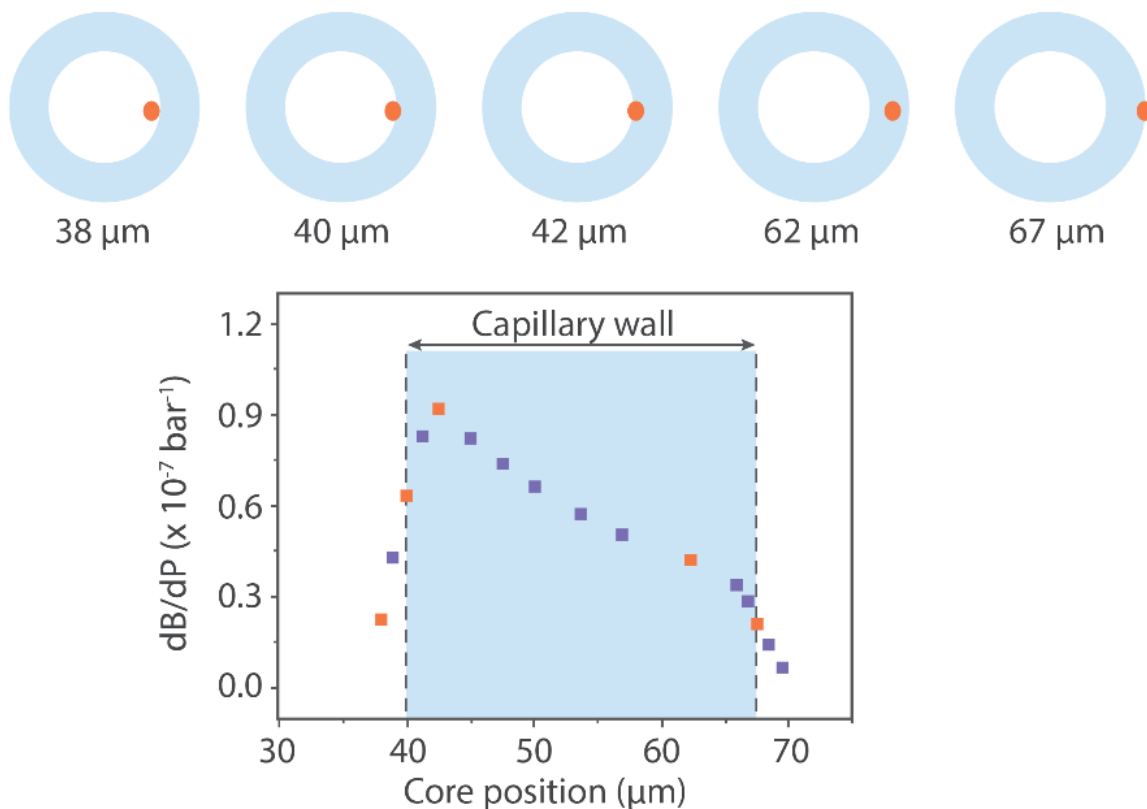 38 μm 40 μm 42 μm 62 μm 67 μm
Capillary wall
dB/dP (x 10⁻⁷ bar⁻¹)
1.2
0.9
0.6
0.3
0.0
30 40 50 60 70
Core position (μm)